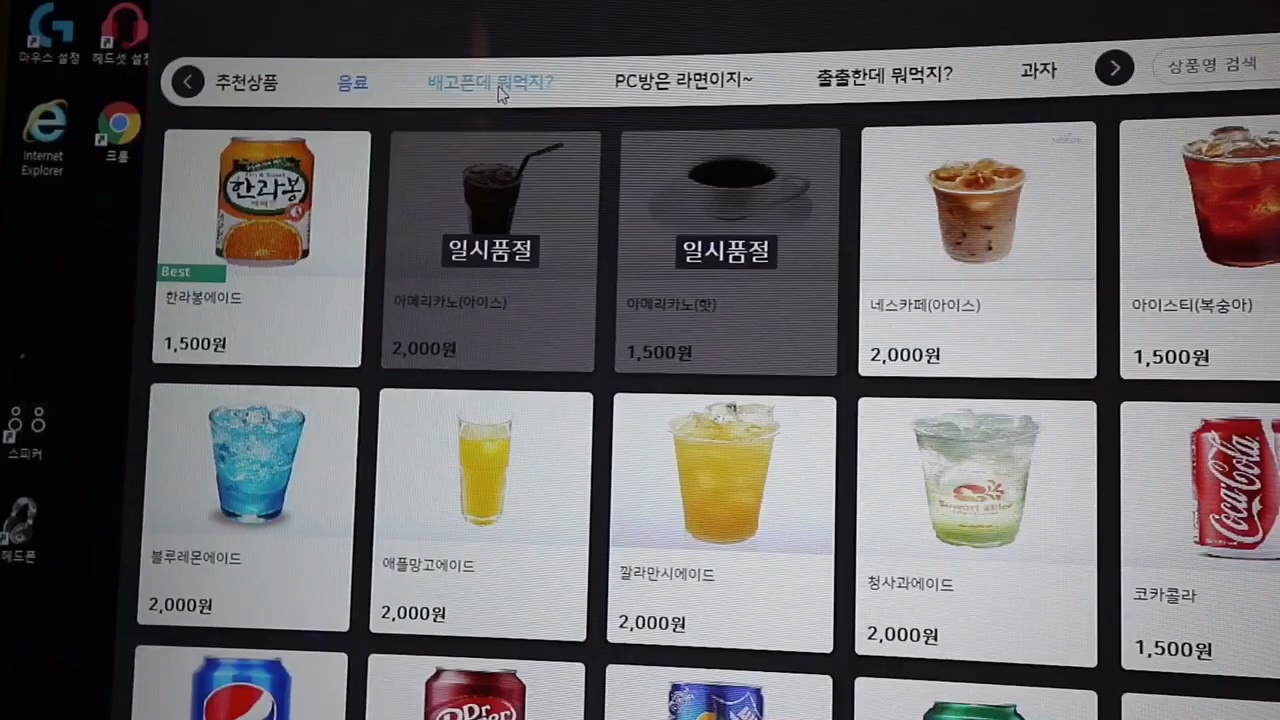 마우스 설정
헤드셋 설정
추천상품
음료
배고픈데 뭐먹지?
PC방은 라면이지~
출출한데 뭐먹지?
과자
상품명 검색
Internet
Explorer
크롬
스피커
헤드폰
한라봉
Best
한라봉에이드
1,500원
일시품절
아메리카노(아이스)
2,000원
일시품절
아메리카노(핫)
1,500원
네스카페(아이스)
2,000원
아이스티(복숭아)
1,500원
블루레몬에이드
2,000원
애플망고에이드
2,000원
깔라만시에이드
2,000원
청사과에이드
2,000원
Coca-Cola
코카콜라
1,500원
Dr